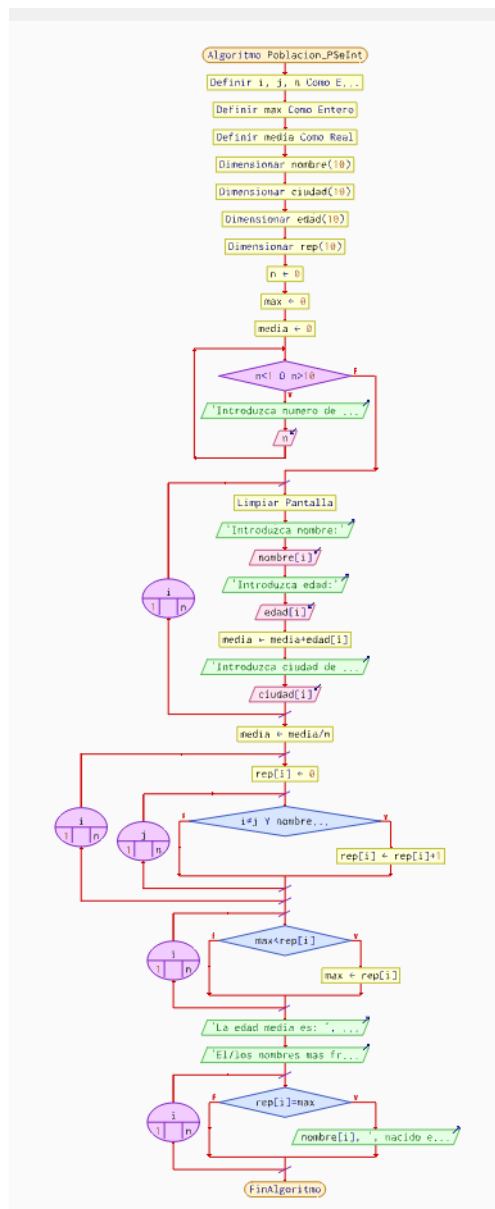 Algoritmo Poblacion_PSeInt
Definir i, j, n Como E...
Definir max Como Entero
Definir media Como Real
Dimensionar nombre(10)
Dimensionar ciudad(10)
Dimensionar edad(10)
Dimensionar rep(10)
n ← 0
max ← 0
media ← 0
n<1 O n>10
F
V
'Introduzca numero de ...
n
Limpiar Pantalla
'Introduzca nombre:'
nombre[i]
'Introduzca edad:'
i
1 n
edad[i]
media ← media+edad[i]
'Introduzca ciudad de ...
ciudad[i]
media ← media/n
rep[i] ← 0
i
1 n
j
1 n
F
i≠j Y nombre...
V
rep[i] ← rep[i]+1
i
1 n
F
max<rep[i]
V
max ← rep[i]
'La edad media es: ', ...
'El/los nombres mas fr...
i
1 n
F
rep[i]=max
V
nombre[i], ', nacido e...
FinAlgoritmo